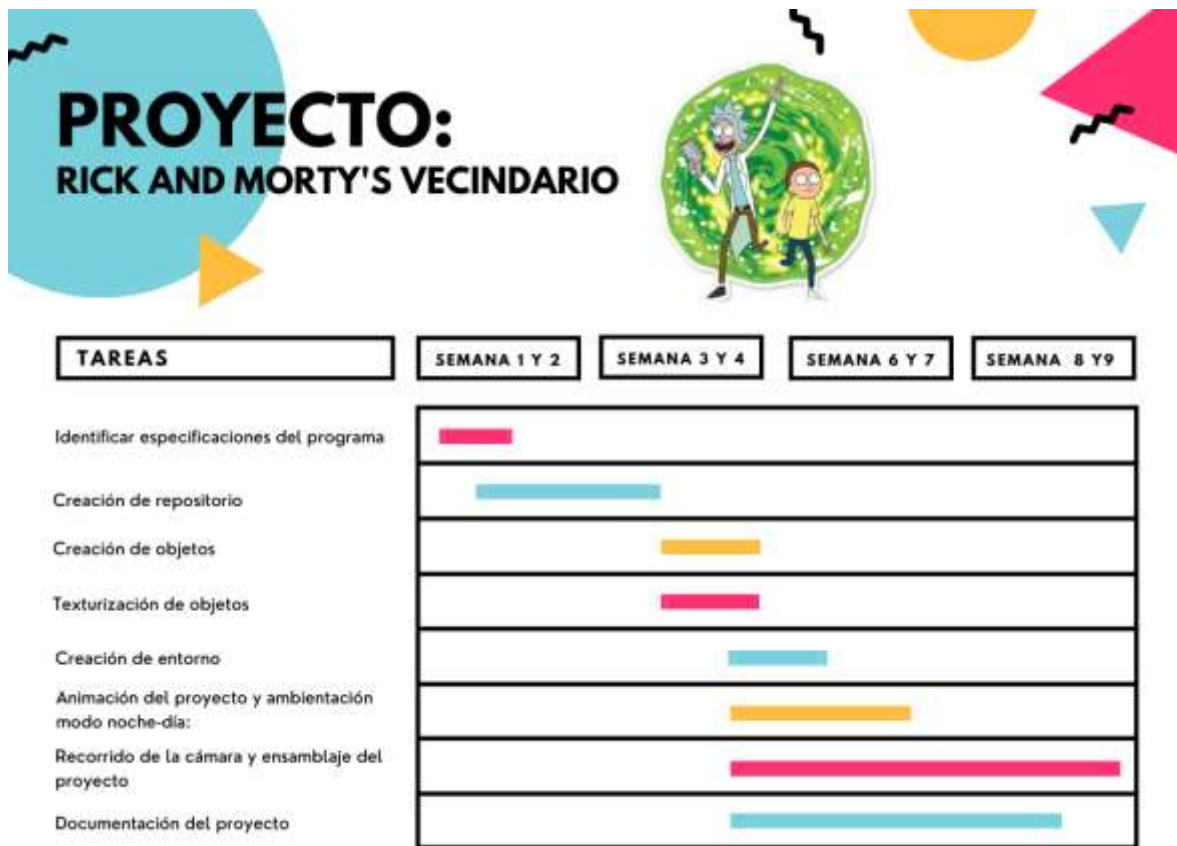 PROYECTO:
RICK AND MORTY'S VECINDARIO
TAREAS
SEMANA 1 Y 2
SEMANA 3 Y 4
SEMANA 6 Y 7
SEMANA 8 Y9
Identificar especificaciones del programa
Creación de repositorio
Creación de objetos
Texturización de objetos
Creación de entorno
Animación del proyecto y ambientación
modo noche-día:
Recorrido de la cámara y ensamblaje del
proyecto
Documentación del proyecto